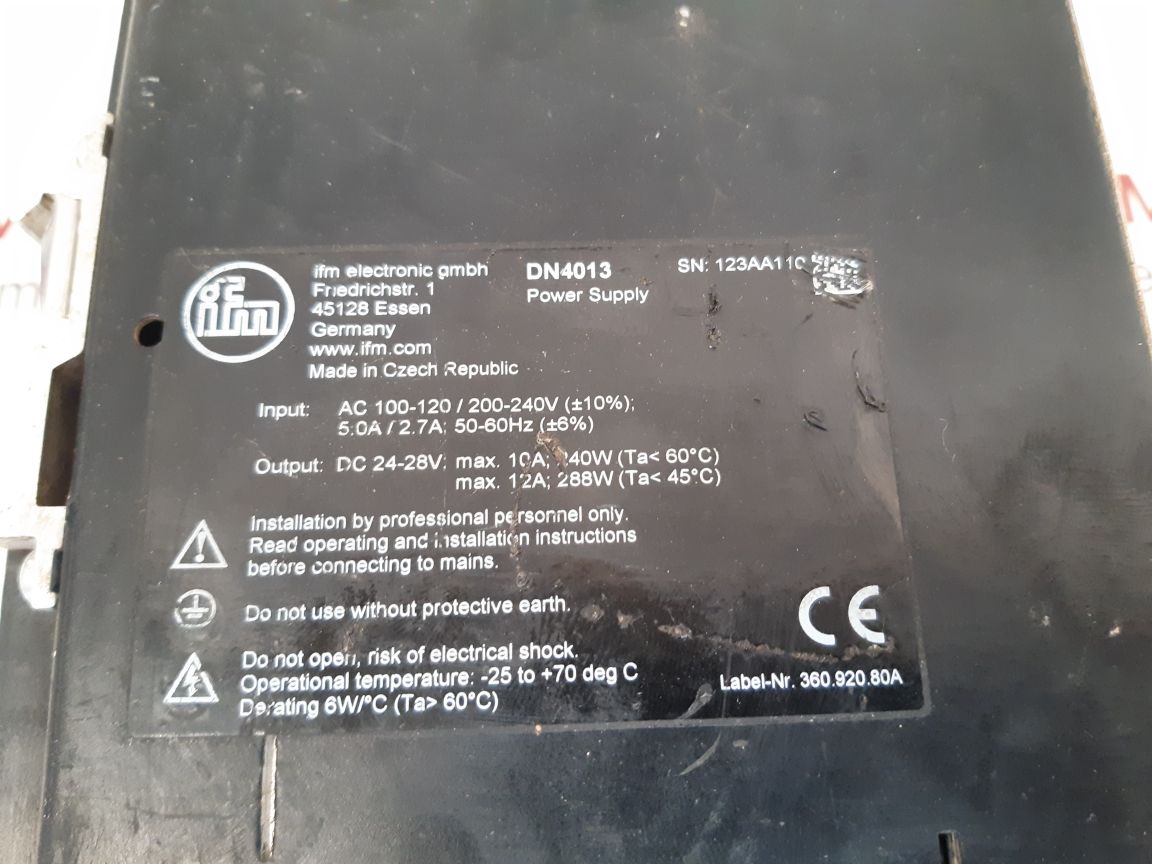 ifm
ifm electronic gmbh
Friedrichstr. 1
45128 Essen
Germany
www.ifm.com
Made in Czech Republic
DN4013
Power Supply
SN: 123AA110
Input: AC 100-120 / 200-240V (±10%);
5.0A / 2.7A; 50-60Hz (±6%)
Output: DC 24-28V; max. 10A; 240W (Ta< 60°C)
max. 12A; 288W (Ta< 45°C)
Installation by professional personnel only.
Read operating and installation instructions
before connecting to mains.
Do not use without protective earth.
CE
Do not open, risk of electrical shock.
Operational temperature: -25 to +70 deg C
Derating 6W/°C (Ta> 60°C)
Label-Nr. 360.920.80A